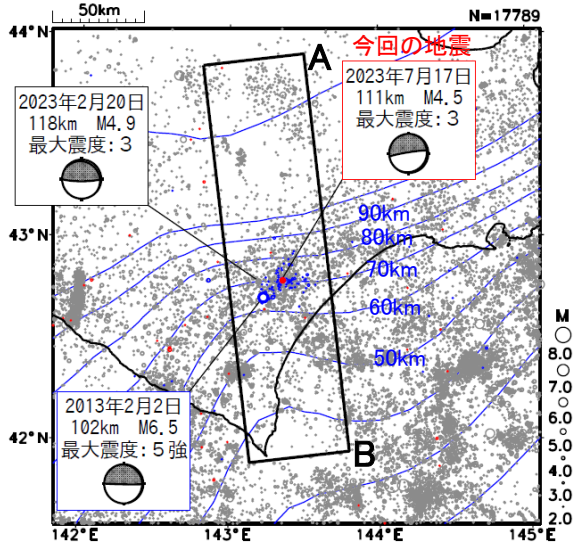 50km
N=17789
44°N
今回の地震
A
2023年2月20日
118km M4.9
最大震度:3
2023年7月17日
111km M4.5
最大震度:3
90km
43°N
80km
70km
60km
50km
M
8.0
7.0
6.0
5.0
4.0
3.0
2.0
2013年2月2日
102km M6.5
最大震度:5強
42°N
B
142°E
143°E
144°E
145°E